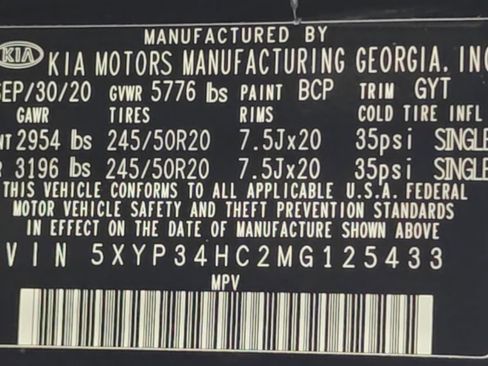 MANUFACTURED BY
KIA KIA MOTORS MANUFACTURING GEORGIA. INC
SEP/30/20 GVWR 5776 lbs PAINT BCP TRIM GYT
GAWR TIRES RIMS COLD TIRE INFL
NT 2954 lbs 245/50R20 7.5Jx20 35psi SINGLE
R 3196 lbs 245/50R20 7.5Jx20 35psi SINGLE
THIS VEHICLE CONFORMS TO ALL APPLICABLE U.S.A. FEDERAL
MOTOR VEHICLE SAFETY AND THEFT PREVENTION STANDARDS
IN EFFECT ON THE DATE OF MANUFACTURE SHOWN ABOVE
VIN 5XYP34HC2MG125433
MPV